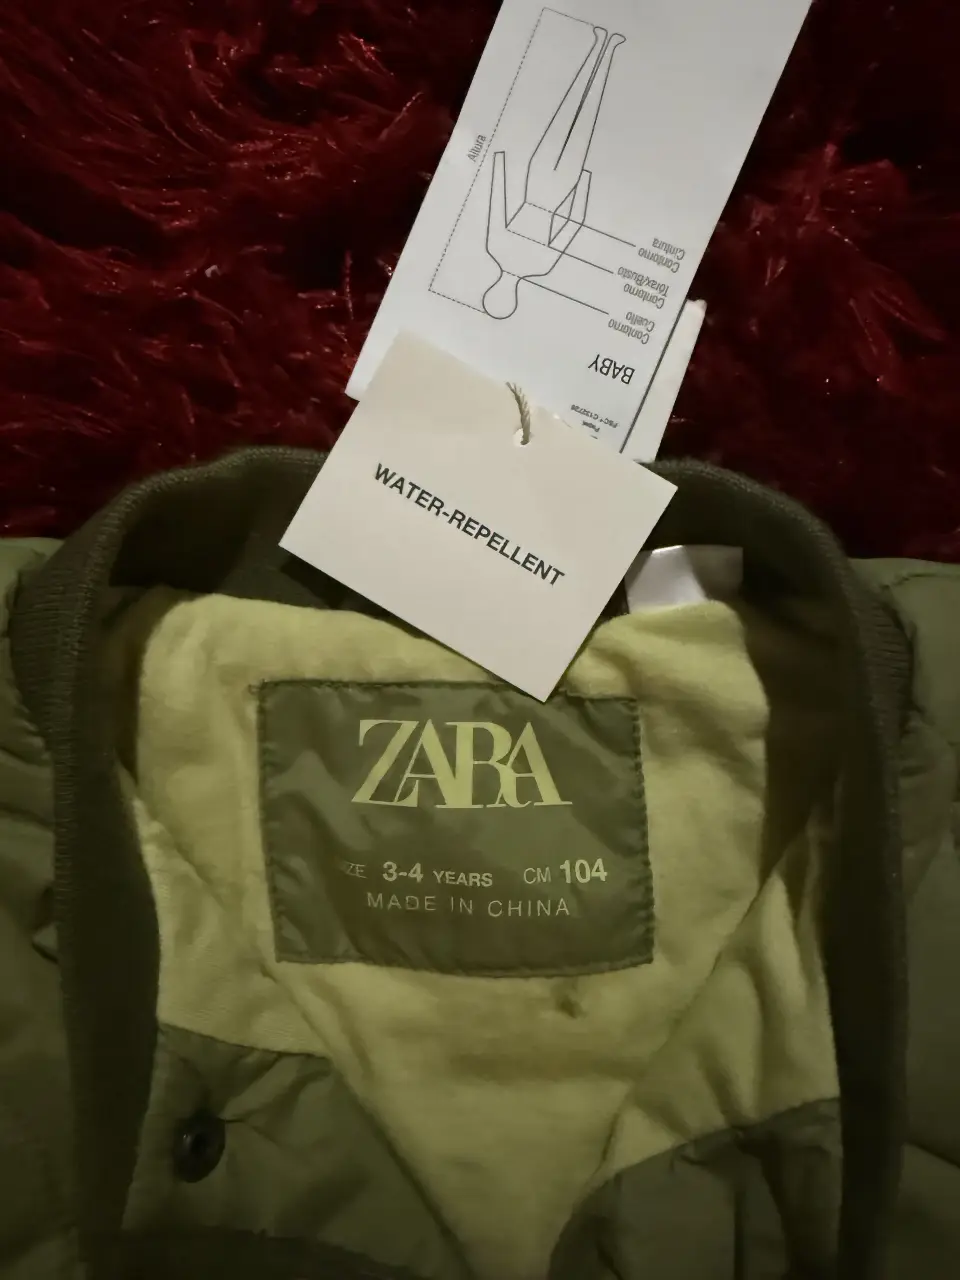 Altura
Contorno
Cintura
Contorno
Torax/Busto
Contorno
Cuello
BABY
WATER-REPELLENT
ZARA
3-4 YEARS CM 104
MADE IN CHINA